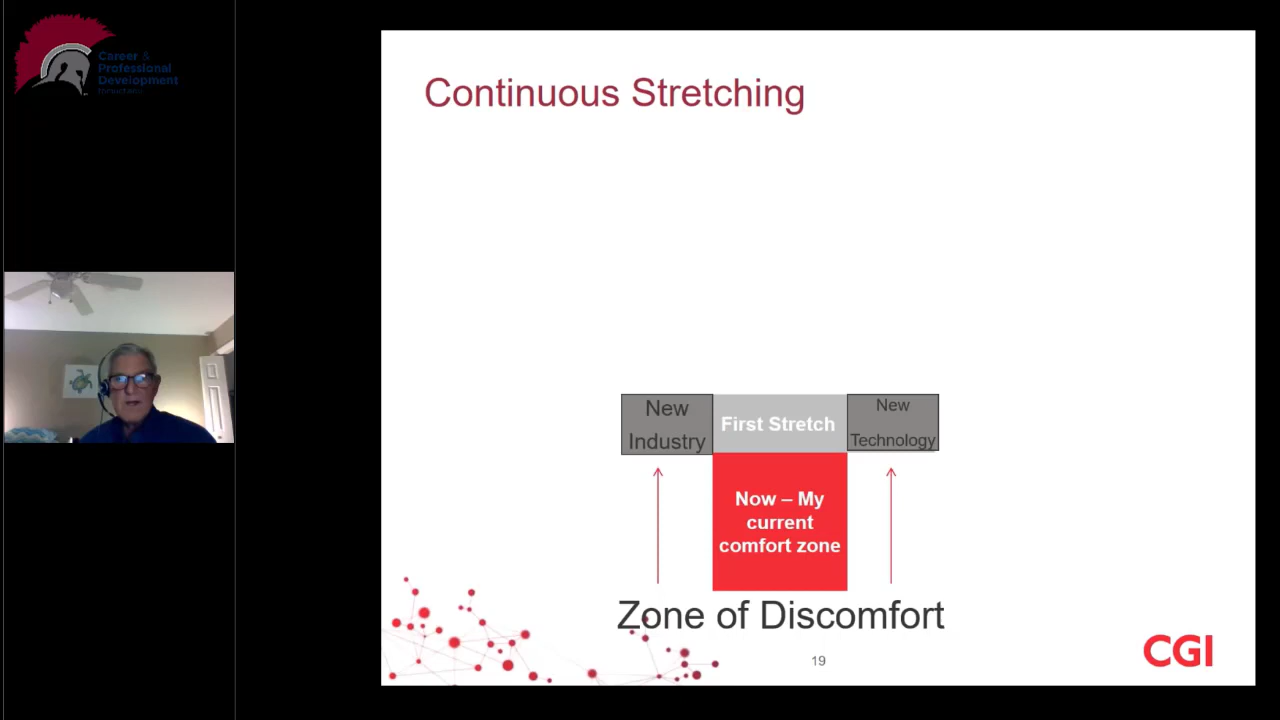 Career &
Professional
Development
Continuous Stretching
New
Industry
First Stretch
New
Technology
Now – My
current
comfort zone
Zone of Discomfort
19
CGI